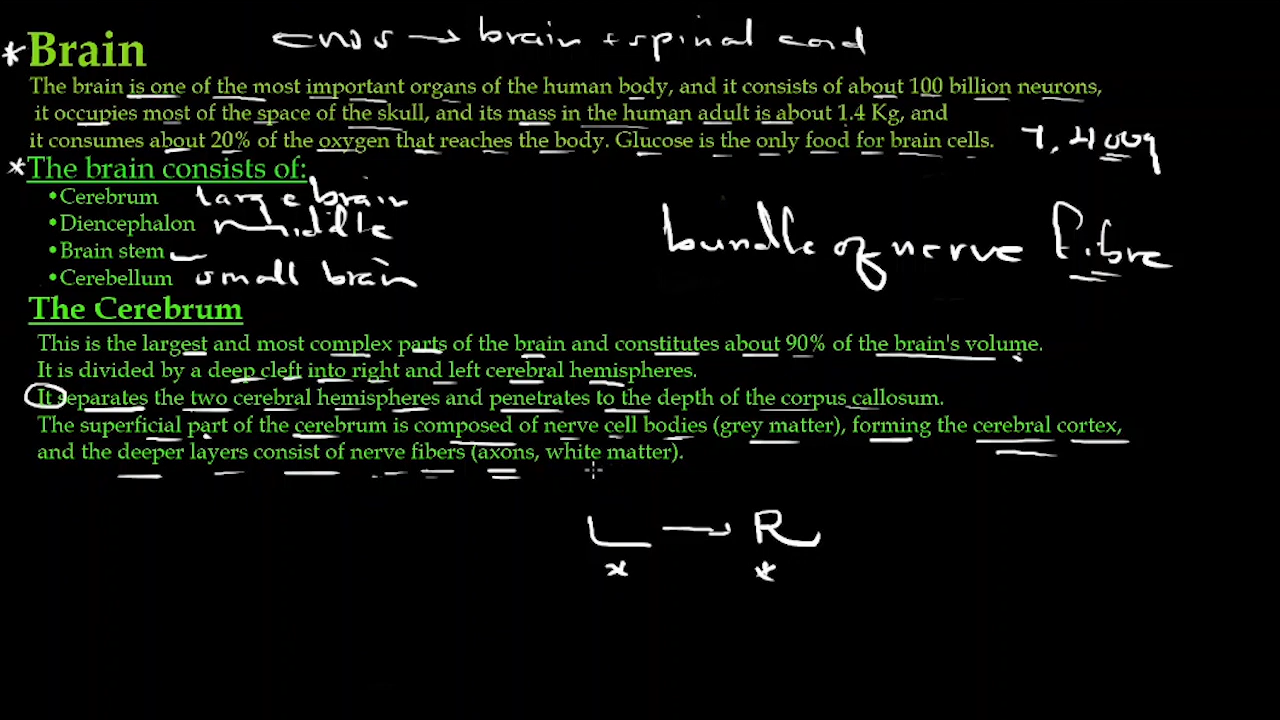 cnos → brain + spinal cord
*Brain
The brain is one of the most important organs of the human body, and it consists of about 100 billion neurons,
it occupies most of the space of the skull, and its mass in the human adult is about 1.4 Kg, and
it consumes about 20% of the oxygen that reaches the body. Glucose is the only food for brain cells.
1,400g
*The brain consists of:
•Cerebrum large brain
•Diencephalon middle
•Brain stem
•Cerebellum small brain
bundle of nerve fibre
The Cerebrum
This is the largest and most complex parts of the brain and constitutes about 90% of the brain's volume.
It is divided by a deep cleft into right and left cerebral hemispheres.
It separates the two cerebral hemispheres and penetrates to the depth of the corpus callosum.
The superficial part of the cerebrum is composed of nerve cell bodies (grey matter), forming the cerebral cortex,
and the deeper layers consist of nerve fibers (axons, white matter).
L → R
x *